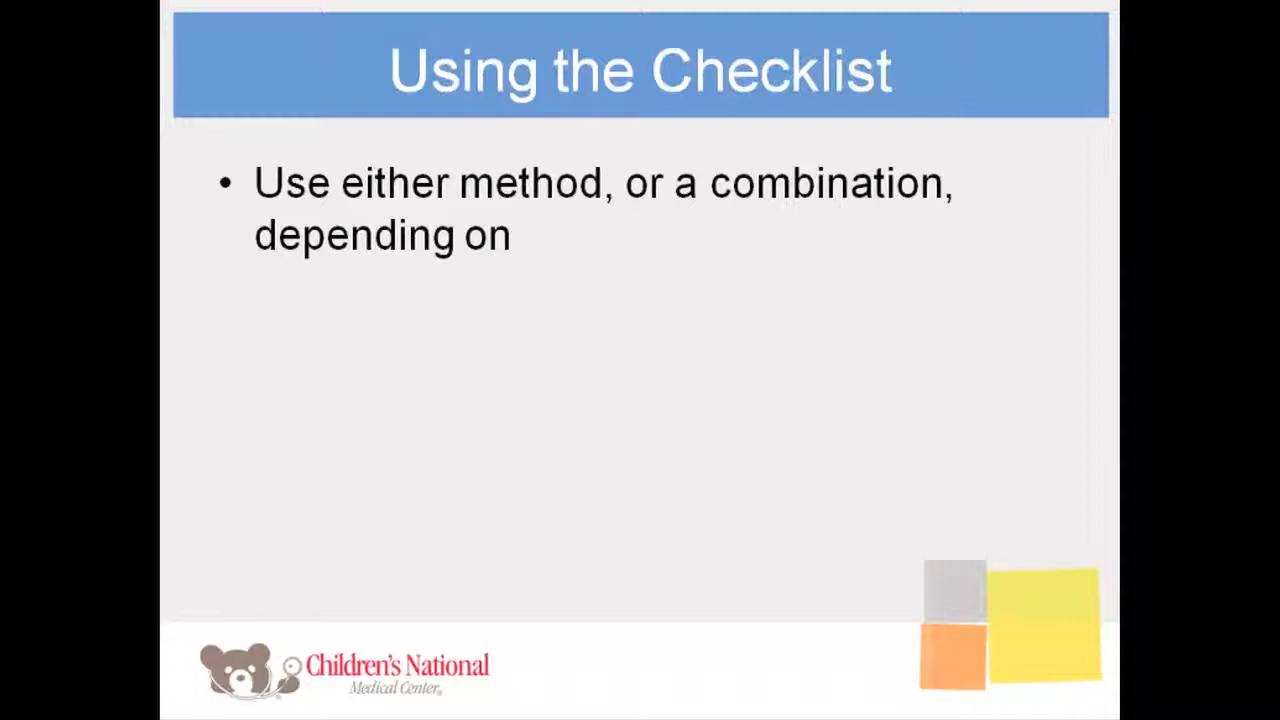 Using the Checklist
• Use either method, or a combination,
depending on
Children's National
Medical Center